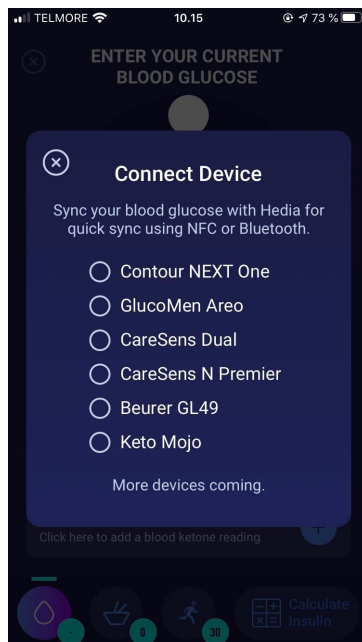 TELMORE 10.15 73 %
ENTER YOUR CURRENT
BLOOD GLUCOSE
Connect Device
Sync your blood glucose with Hedia for
quick sync using NFC or Bluetooth.
Contour NEXT One
GlucoMen Areo
CareSens Dual
CareSens N Premier
Beurer GL49
Keto Mojo
More devices coming.
Click here to add a blood ketone reading
+
- 0 30
Calculate
Insulin